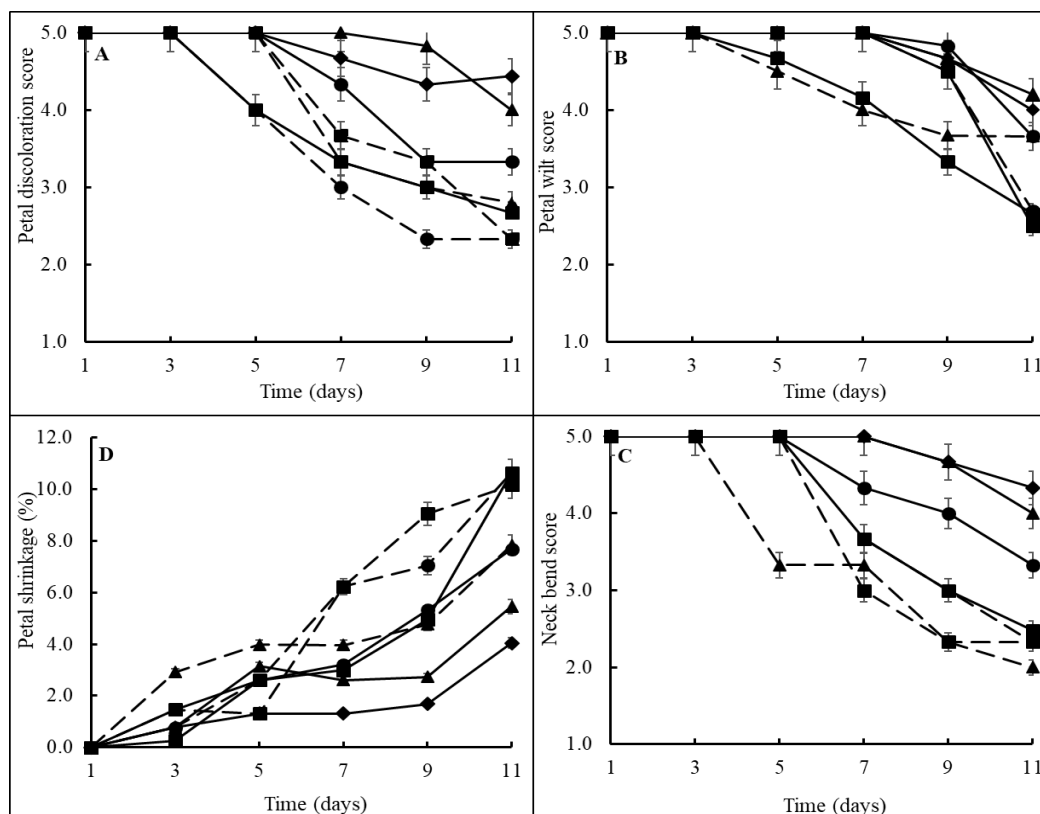 A
Petal discoloration score
5.0
4.0
3.0
2.0
1.0
1 3 5 7 9 11
Time (days)
B
Petal wilt score
5.0
4.0
3.0
2.0
1.0
1 3 5 7 9 11
Time (days)
D
Petal shrinkage (%)
12.0
10.0
8.0
6.0
4.0
2.0
0.0
1 3 5 7 9 11
Time (days)
C
Neck bend score
5.0
4.0
3.0
2.0
1.0
1 3 5 7 9 11
Time (days)